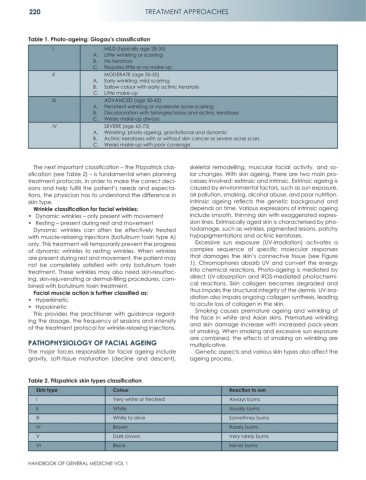 220
TREATMENT APPROACHES
Table 1. Photo-ageing: Glogau's classification
I MILD (typically age 28-35)
A. Little wrinkling or scarring
B. No keratosis
C. Requires little or no make-up
II MODERATE (age 35-50)
A. Early wrinkling; mild scarring
B. Sallow colour with early actinic keratosis
C. Little make-up
III ADVANCED (age 50-65)
A. Persistent wrinkling or moderate acne scarring
B. Discolouration with telangiectasias and actinic keratoses
C. Wears make-up always
IV SEVERE (age 65-75)
A. Wrinkling: photo-ageing, gravitational and dynamic
B. Actinic keratoses with or without skin cancer or severe acne scars
C. Wears make-up with poor coverage
The next important classification – the Fitzpatrick clas-
sification (see Table 2) – is fundamental when planning
treatment protocols. In order to make the correct deci-
sions and help fulfil the patient's needs and expecta-
tions, the physician has to understand the difference in
skin type.
Wrinkle classification for facial wrinkles:
• Dynamic wrinkles – only present with movement
• Resting – present during rest and movement
Dynamic wrinkles can often be effectively treated
with muscle-relaxing injections (botulinum toxin type A)
only. This treatment will temporarily prevent the progress
of dynamic wrinkles to resting wrinkles. When wrinkles
are present during rest and movement, the patient may
not be completely satisfied with only botulinum toxin
treatment. These wrinkles may also need skin-resurfac-
ing, skin-rejuvenating or dermal-filling procedures, com-
bined with botulinum toxin treatment.
Facial muscle action is further classified as:
• Hyperkinetic
• Hypokinetic
This provides the practitioner with guidance regard-
ing the dosage, the frequency of sessions and intensity
of the treatment protocol for wrinkle-relaxing injections.
PATHOPHYSIOLOGY OF FACIAL AGEING
The major forces responsible for facial ageing include
gravity, soft-tissue maturation (decline and descent),
skeletal remodelling, muscular facial activity, and so-
lar changes. With skin ageing, there are two main pro-
cesses involved: extrinsic and intrinsic. Extrinsic ageing is
caused by environmental factors, such as sun exposure,
air pollution, smoking, alcohol abuse, and poor nutrition.
Intrinsic ageing reflects the genetic background and
depends on time. Various expressions of intrinsic ageing
include smooth, thinning skin with exaggerated expres-
sion lines. Extrinsically aged skin is characterised by pho-
todamage, such as wrinkles, pigmented lesions, patchy
hypopigmentations and actinic keratoses.
Excessive sun exposure (UV-irradiation) activates a
complex sequence of specific molecular responses
that damages the skin's connective tissue (see Figure
1). Chromophores absorb UV and convert the energy
into chemical reactions. Photo-ageing is mediated by
direct UV-absorption and ROS-mediated photochemi-
cal reactions. Skin collagen becomes degraded and
thus impairs the structural integrity of the dermis. UV-irra-
diation also impairs ongoing collagen synthesis, leading
to acute loss of collagen in the skin.
Smoking causes premature ageing and wrinkling of
the face in white and Asian skins. Premature wrinkling
and skin damage increase with increased pack-years
of smoking. When smoking and excessive sun exposure
are combined, the effects of smoking on wrinkling are
multiplicative.
Genetic aspects and various skin types also affect the
ageing process.
Table 2. Fitzpatrick skin types classification
Skin type Colour Reaction to sun
I Very white or freckled Always burns
II White Usually burns
III White to olive Sometimes burns
IV Brown Rarely burns
V Dark brown Very rarely burns
VI Black Never burns
HANDBOOK OF GENERAL MEDICINE VOL I